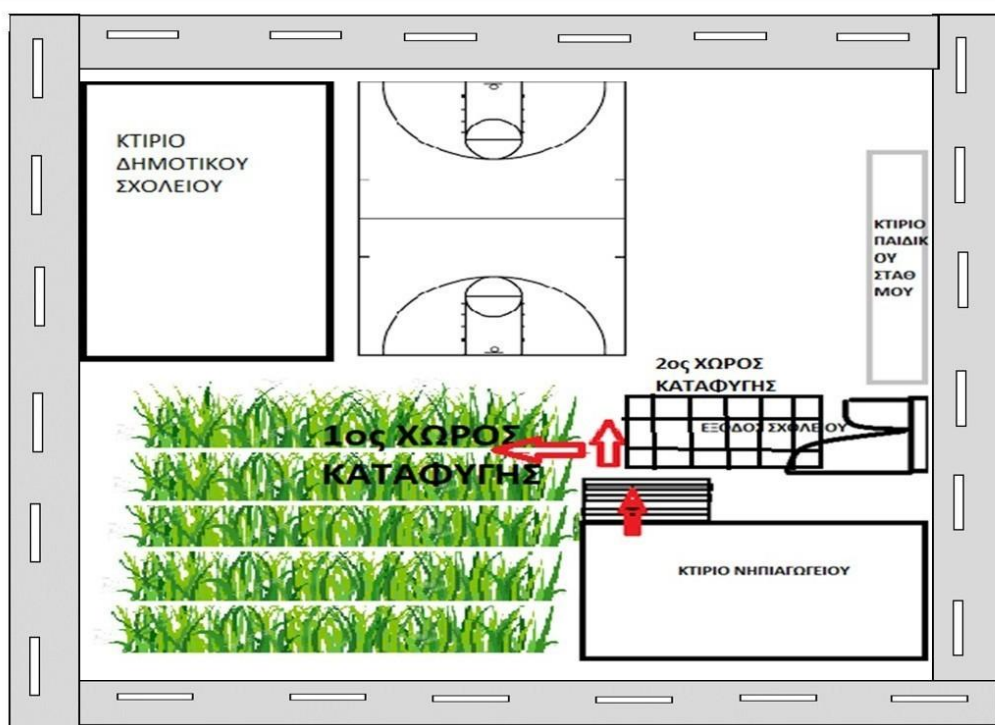 ΚΤΙΡΙΟ
ΔΗΜΟΤΙΚΟΥ
ΣΧΟΛΕΙΟΥ
ΚΤΙΡΙΟ
ΠΑΙΔΙΚ
ΟΥ
ΣΤΑΘ
ΜΟΥ
2ος ΧΩΡΟΣ
ΚΑΤΑΦΥΓΗΣ
ΕΞΟΔΟΣ ΣΧΟΛΕΙΟΥ
1ος ΧΩΡΟΣ
ΚΑΤΑΦΥΓΗΣ
ΚΤΙΡΙΟ ΝΗΠΙΑΓΩΓΕΙΟΥ